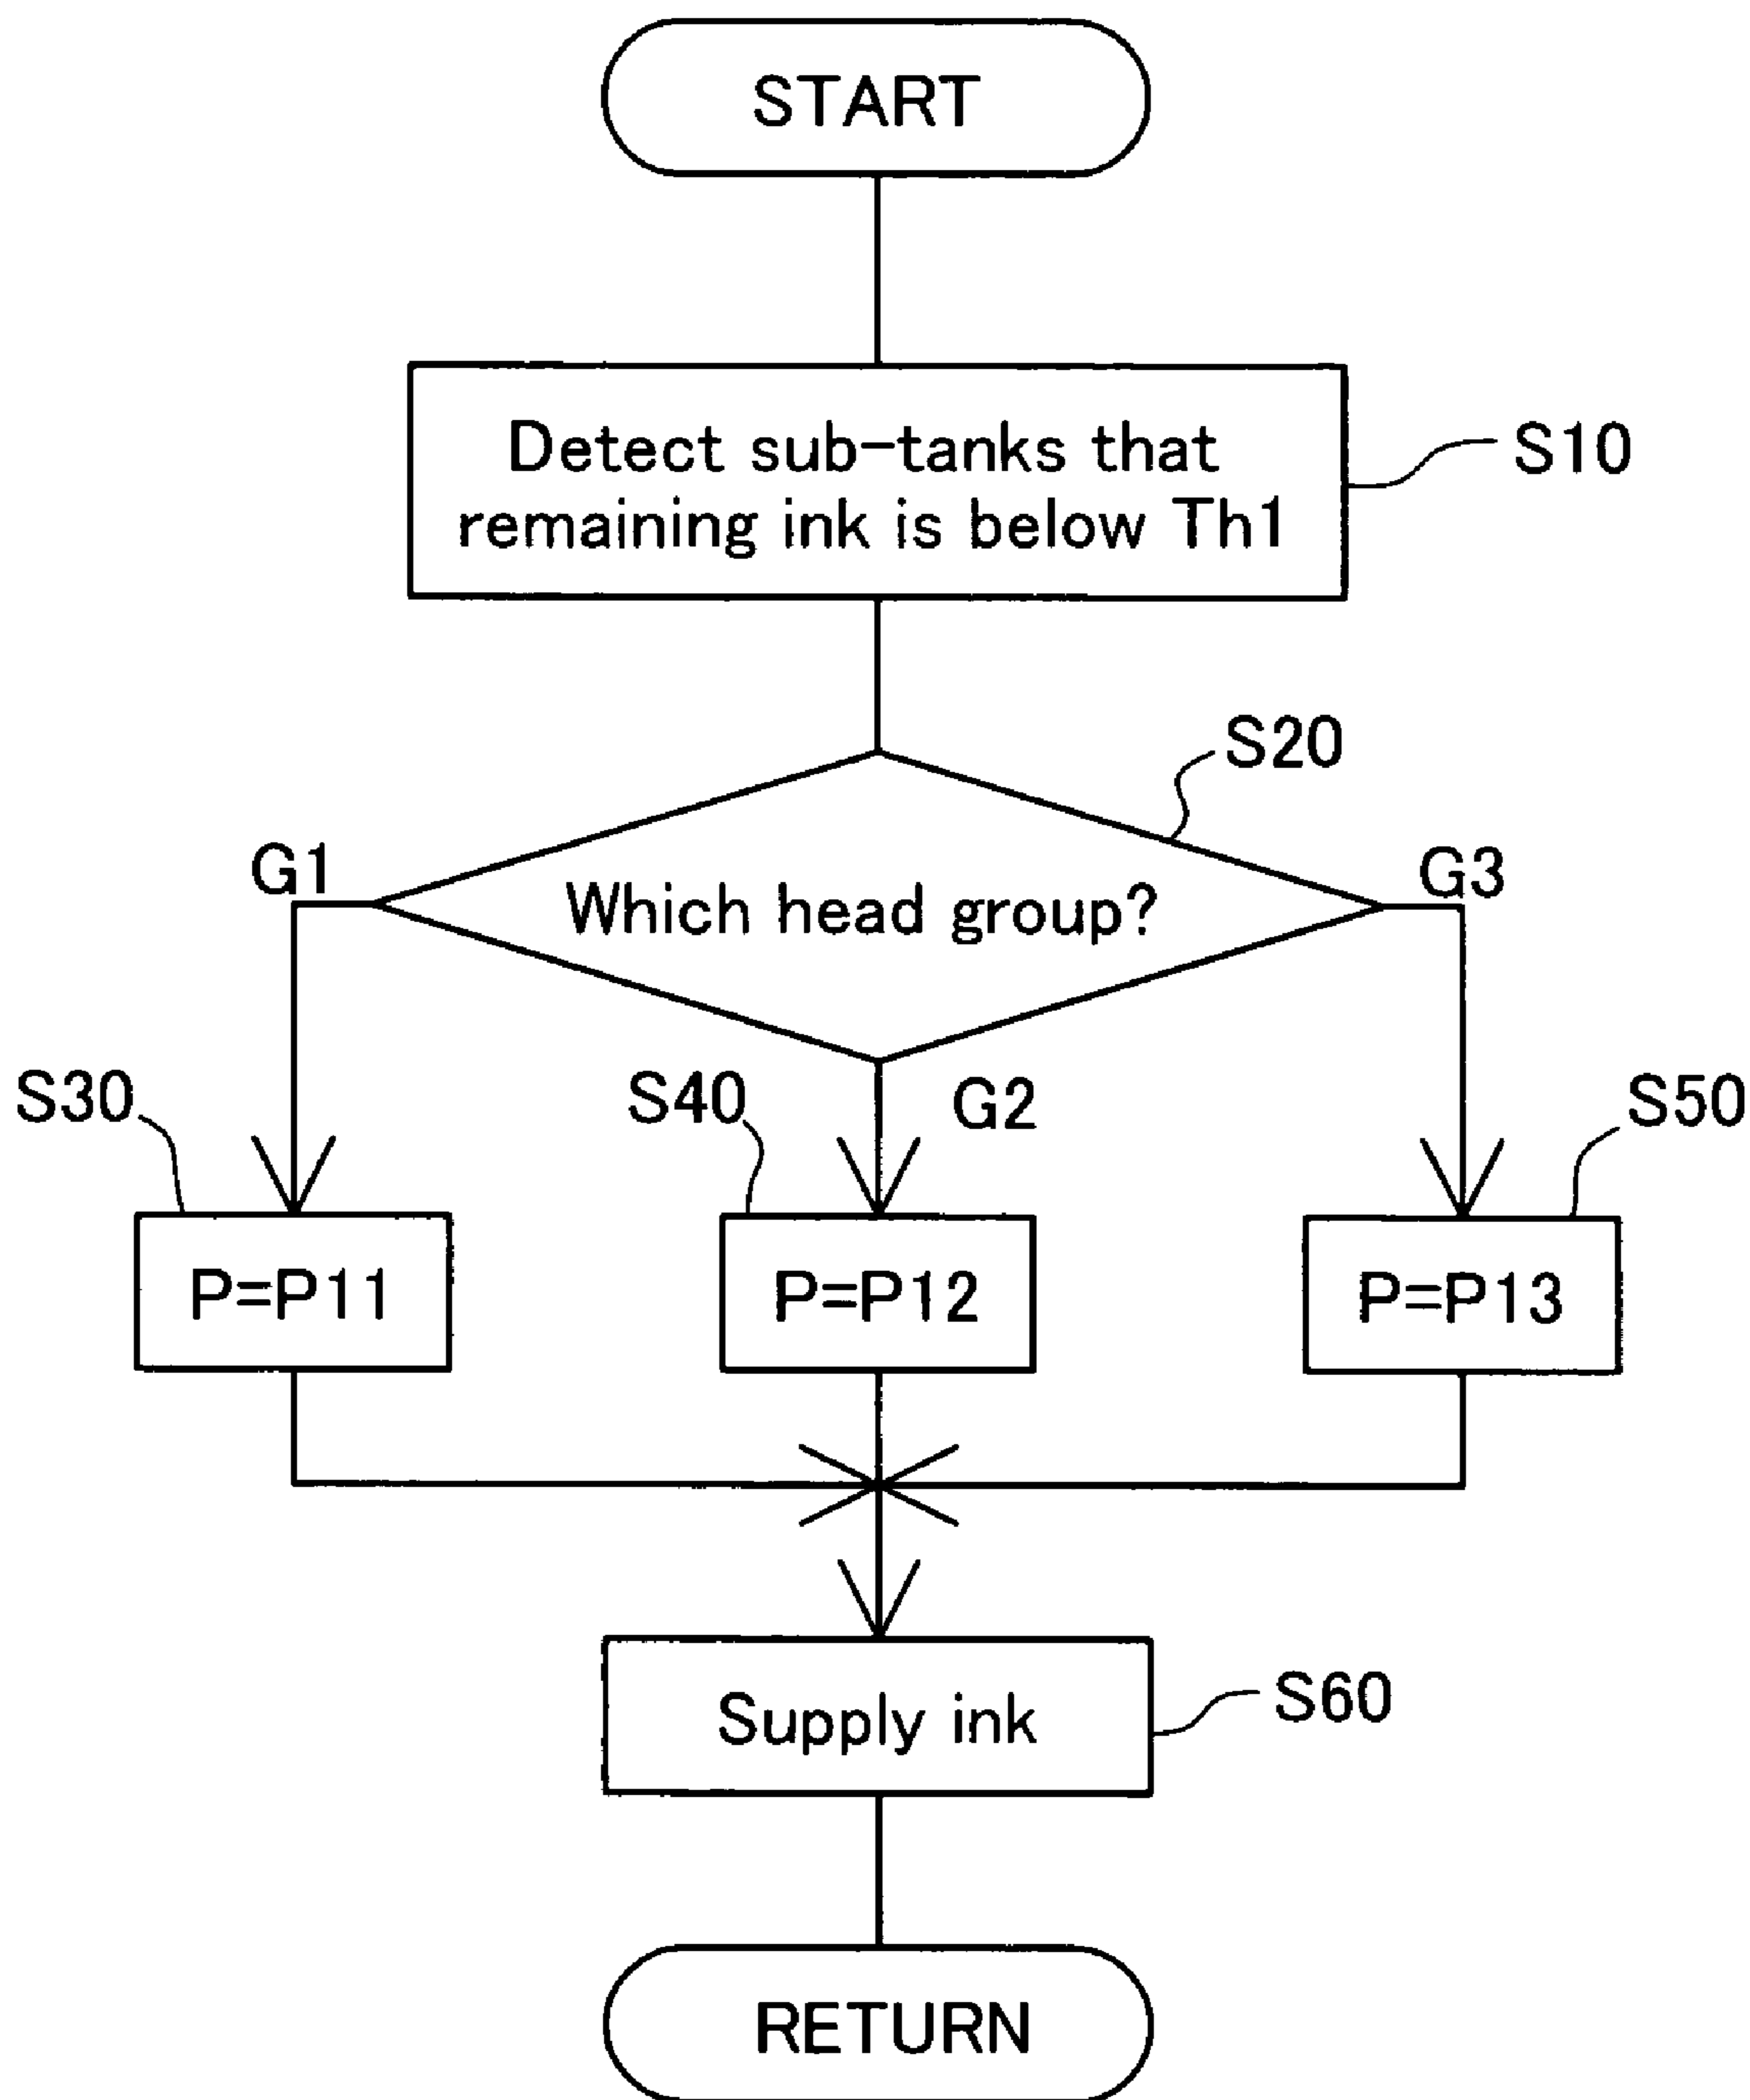 START
Detect sub-tanks that
remaining ink is below Th1
S10
S20
G1
Which head group?
G3
S30
S40
G2
S50
P=P11
P=P12
P=P13
Supply ink
S60
RETURN